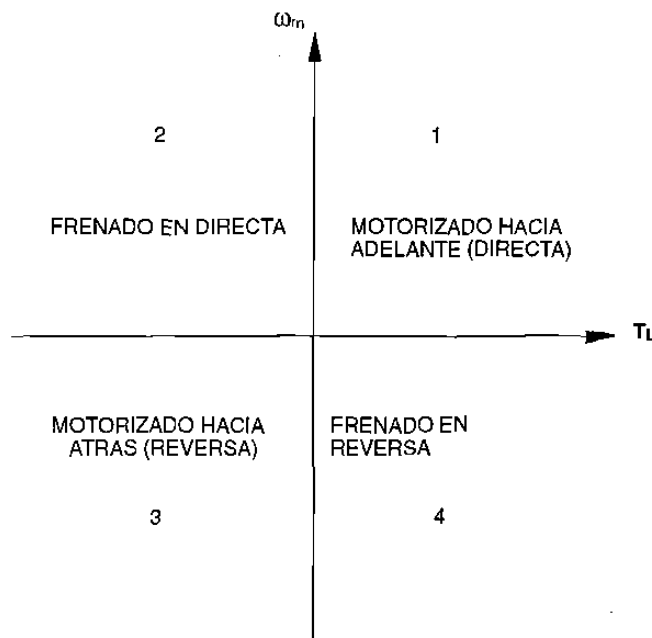 ωm
2
1
FRENADO EN DIRECTA
MOTORIZADO HACIA
ADELANTE (DIRECTA)
TL
MOTORIZADO HACIA
ATRAS (REVERSA)
FRENADO EN
REVERSA
3
4